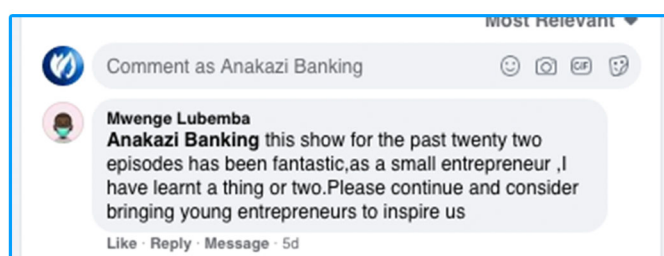 Most Relevant
Comment as Anakazi Banking
GIF
Mwenge Lubemba
Anakazi Banking this show for the past twenty two
episodes has been fantastic,as a small entrepreneur ,I
have learnt a thing or two.Please continue and consider
bringing young entrepreneurs to inspire us
Like · Reply · Message · 5d